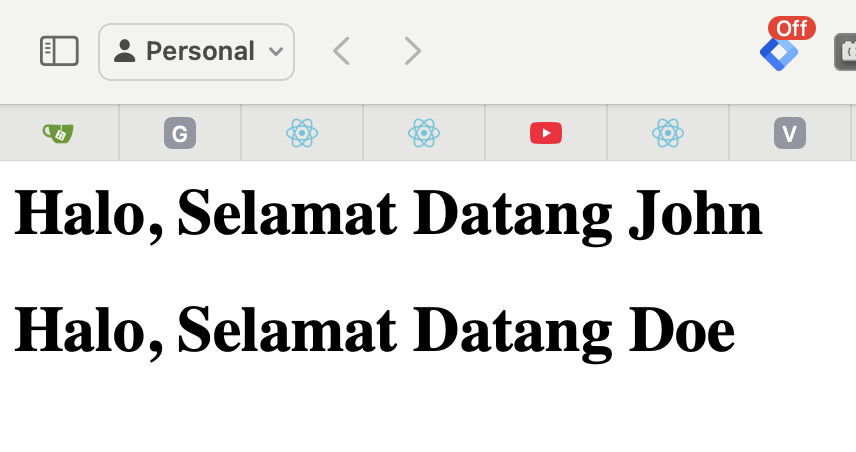 Off
Personal
G
V
Halo, Selamat Datang John
Halo, Selamat Datang Doe